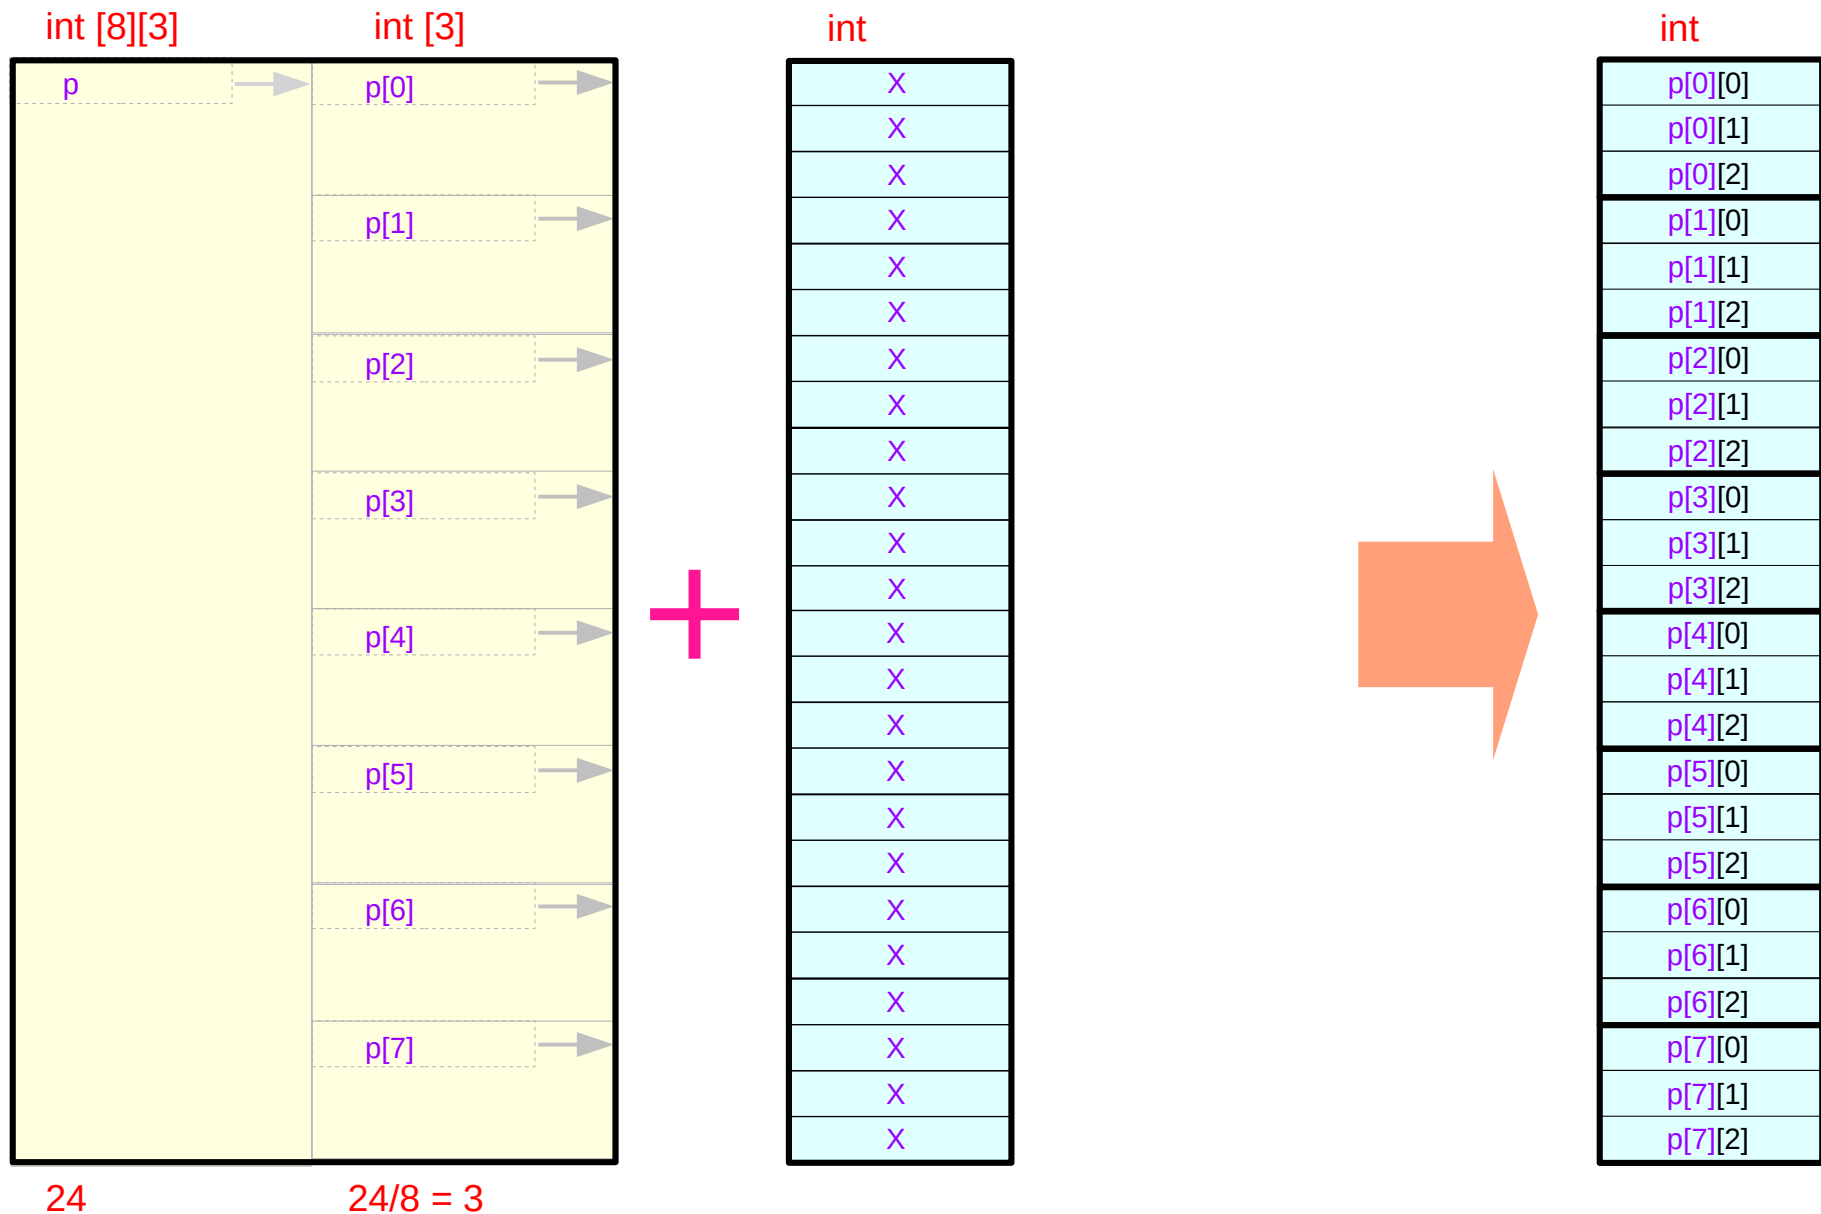 int [8][3] int [3] int int
p p[0] X p[0][0]
X p[0][1]
X p[0][2]
p[1] X p[1][0]
X p[1][1]
X p[1][2]
p[2] X p[2][0]
X p[2][1]
X p[2][2]
p[3] X p[3][0]
X p[3][1]
X p[3][2]
p[4] X p[4][0]
X p[4][1]
X p[4][2]
p[5] X p[5][0]
X p[5][1]
X p[5][2]
p[6] X p[6][0]
X p[6][1]
X p[6][2]
p[7] X p[7][0]
X p[7][1]
X p[7][2]
24 24/8 = 3